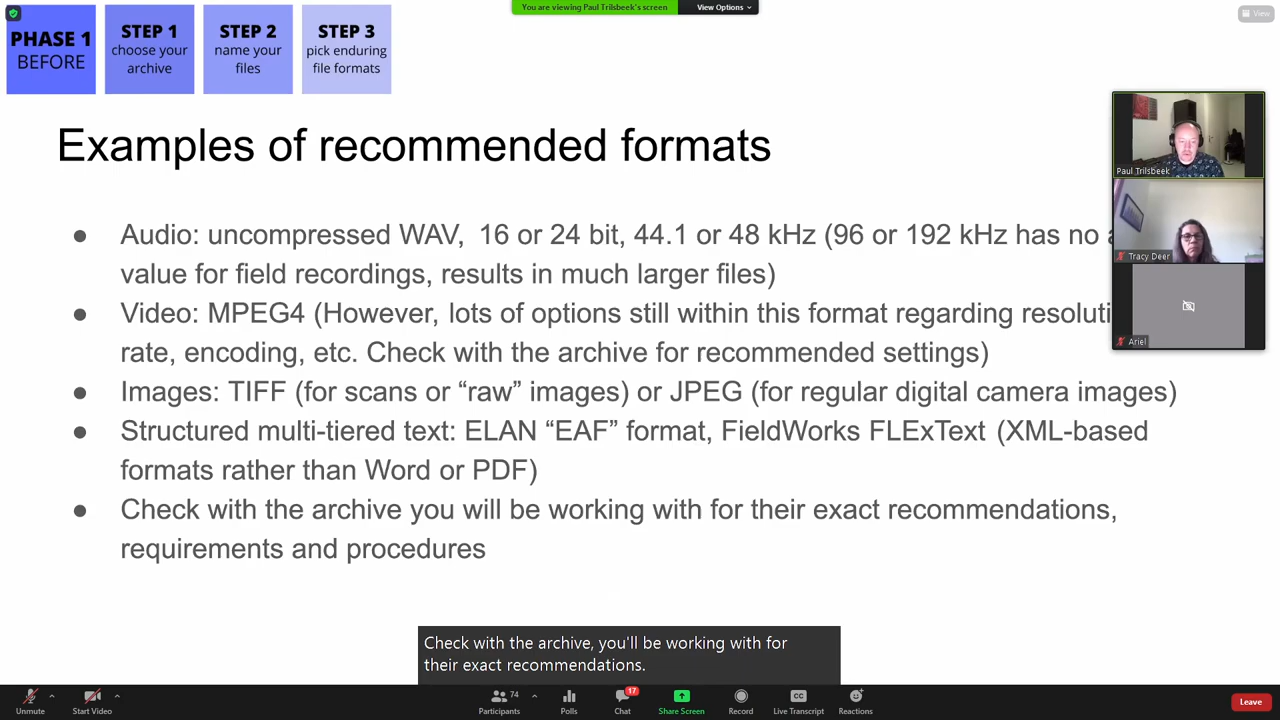 You are viewing Paul Trilsbeek's screen
View Options
View
PHASE 1
BEFORE
STEP 1
choose your
archive
STEP 2
name your
files
STEP 3
pick enduring
file formats
Examples of recommended formats
● Audio: uncompressed WAV, 16 or 24 bit, 44.1 or 48 kHz (96 or 192 kHz has no
value for field recordings, results in much larger files)
● Video: MPEG4 (However, lots of options still within this format regarding resoluti
rate, encoding, etc. Check with the archive for recommended settings)
● Images: TIFF (for scans or “raw” images) or JPEG (for regular digital camera images)
● Structured multi-tiered text: ELAN “EAF” format, FieldWorks FLExText (XML-based
formats rather than Word or PDF)
● Check with the archive you will be working with for their exact recommendations,
requirements and procedures
Paul Trilsbeek
Tracy Deer
Ariel
Check with the archive, you'll be working with for
their exact recommendations.
Unmute
Start Video
74
Participants
Polls
17
Chat
Share Screen
Record
CC
Live Transcript
Reactions
Leave